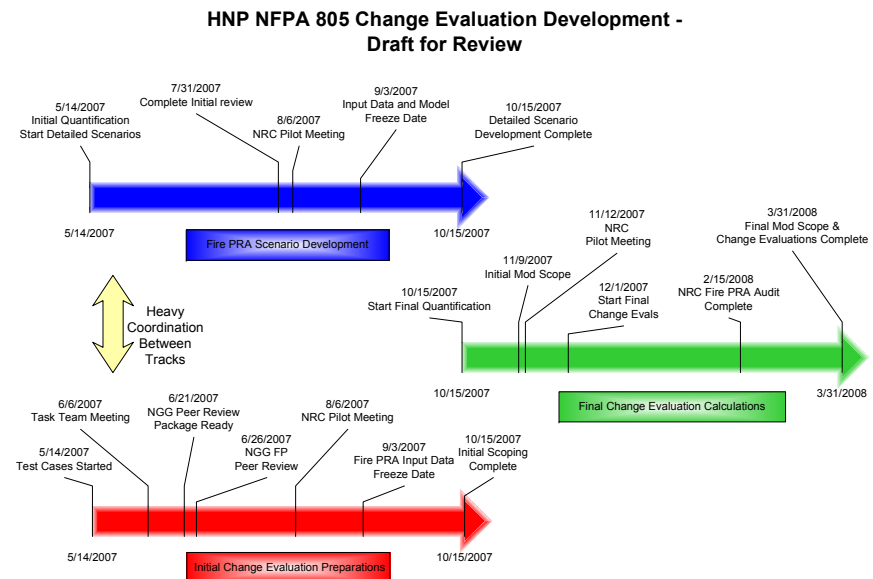 HNP NFPA 805 Change Evaluation Development -
Draft for Review
5/14/2007
Initial Quantification
Start Detailed Scenarios
7/31/2007
Complete Initial review
8/6/2007
NRC Pilot Meeting
9/3/2007
Input Data and Model
Freeze Date
10/15/2007
Detailed Scenario
Development Complete
5/14/2007
10/15/2007
Fire PRA Scenario Development
Heavy
Coordination
Between
Tracks
10/15/2007
Start Final Quantification
11/9/2007
Initial Mod Scope
11/12/2007
NRC
Pilot Meeting
12/1/2007
Start Final
Change Evals
2/15/2008
NRC Fire PRA Audit
Complete
3/31/2008
Final Mod Scope &
Change Evaluations Complete
10/15/2007
3/31/2008
Final Change Evaluation Calculations
5/14/2007
Test Cases Started
6/6/2007
Task Team Meeting
6/21/2007
NGG Peer Review
Package Ready
6/26/2007
NGG FP
Peer Review
8/6/2007
NRC Pilot Meeting
9/3/2007
Fire PRA Input Data
Freeze Date
10/15/2007
Initial Scoping
Complete
5/14/2007
10/15/2007
Initial Change Evaluation Preparations